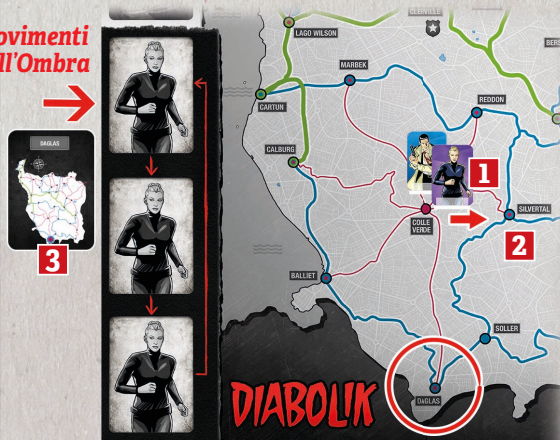 ovimenti
ll'Ombra
DAGLAS
3
LAGO WILSON
MARBEK
CARTUN
REDDON
CALBURG
1
COLLE
VERDE
SILVERTAL
2
BALLIET
SOLLER
DIABOLIK
DAGLAS